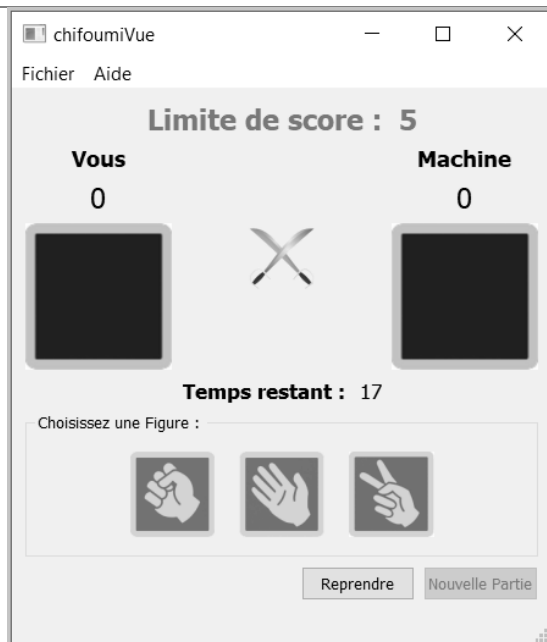 chifoumiVue
Fichier Aide
Limite de score : 5
Vous Machine
0 0
Temps restant : 17
Choisissez une Figure :
Reprendre Nouvelle Partie